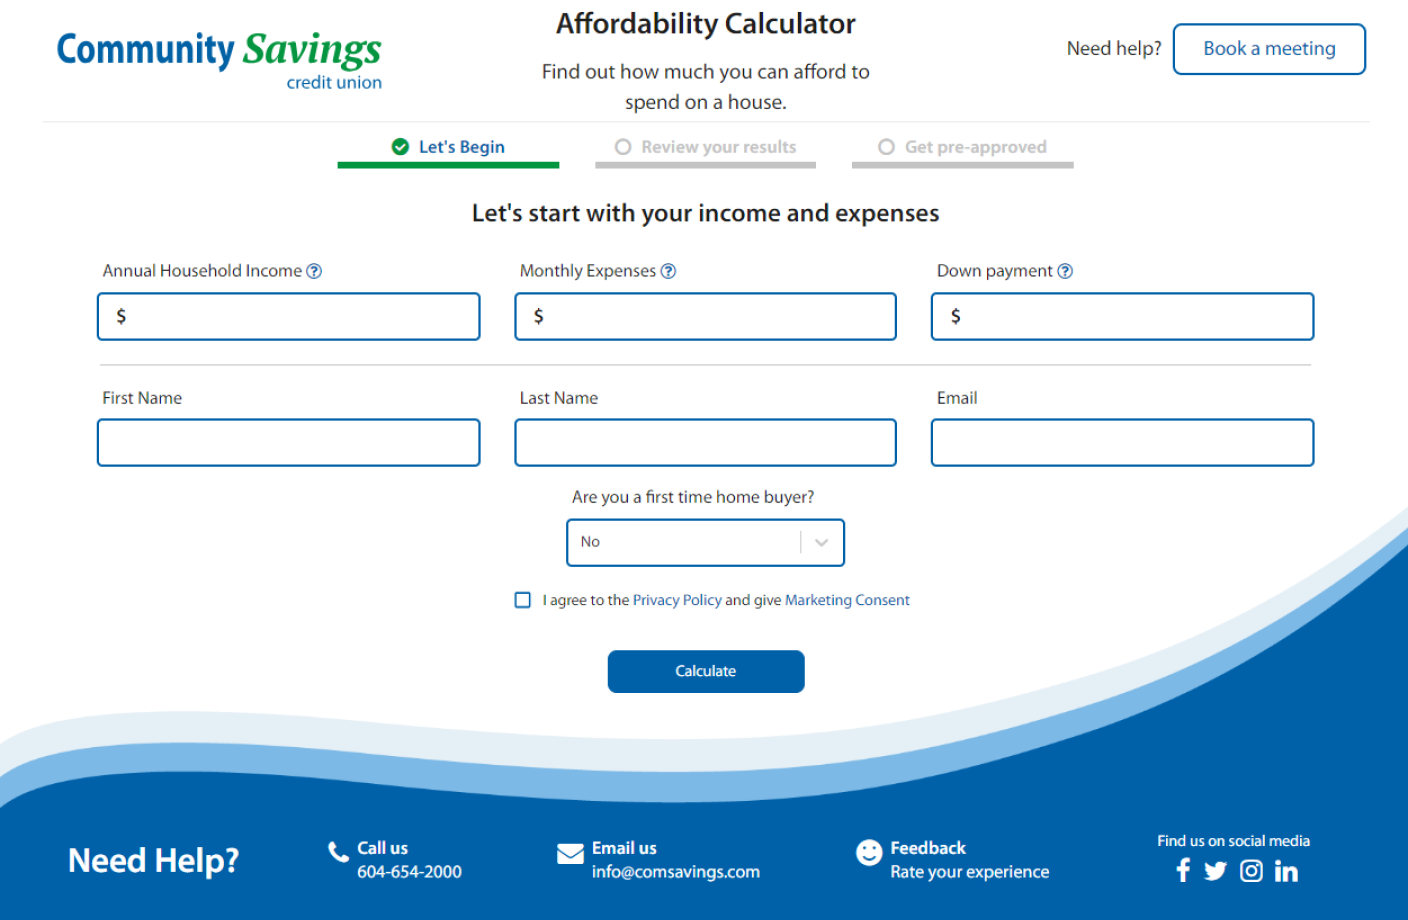 Community Savings
credit union
Affordability Calculator
Find out how much you can afford to
spend on a house.
Need help?
Book a meeting
Let's Begin
Review your results
Get pre-approved
Let's start with your income and expenses
Annual Household Income ?
Monthly Expenses ?
Down payment ?
$
$
$
First Name
Last Name
Email
Are you a first time home buyer?
No
I agree to the Privacy Policy and give Marketing Consent
Calculate
Need Help?
Call us
604-654-2000
Email us
info@comsavings.com
Feedback
Rate your experience
Find us on social media